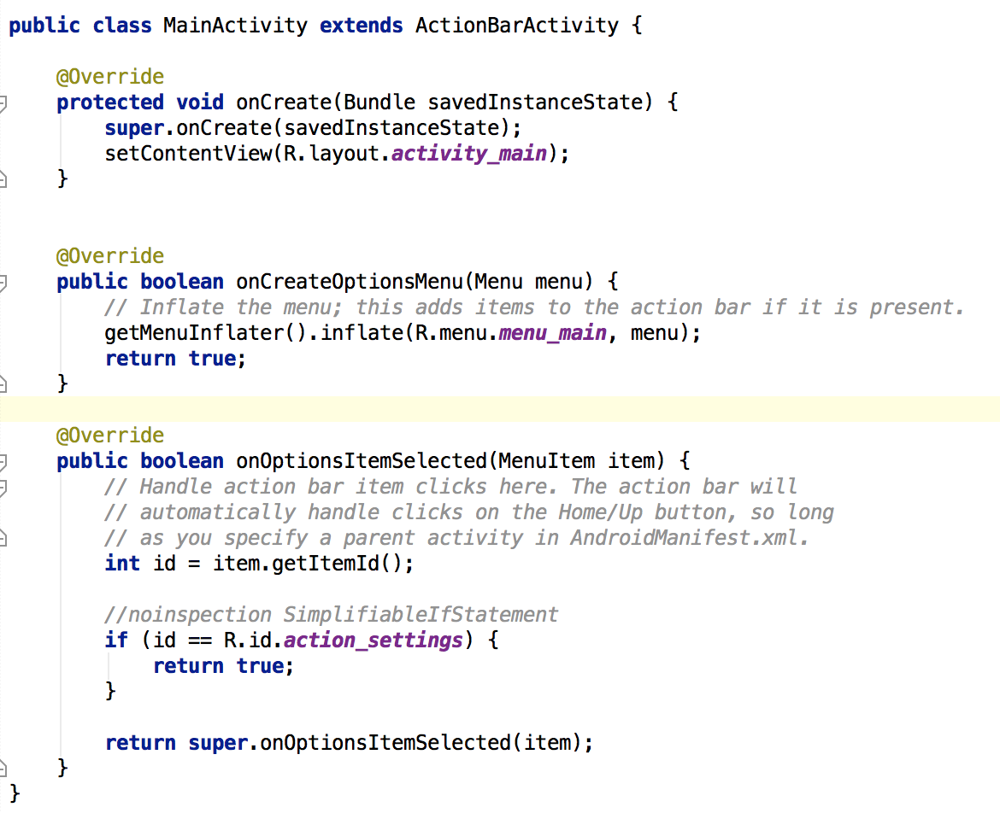 public class MainActivity extends ActionBarActivity {
@Override
protected void onCreate(Bundle savedInstanceState) {
super.onCreate(savedInstanceState);
setContentView(R.layout.activity_main);
}
@Override
public boolean onCreateOptionsMenu(Menu menu) {
// Inflate the menu; this adds items to the action bar if it is present.
getMenuInflater().inflate(R.menu.menu_main, menu);
return true;
}
@Override
public boolean onOptionsItemSelected(MenuItem item) {
// Handle action bar item clicks here. The action bar will
// automatically handle clicks on the Home/Up button, so long
// as you specify a parent activity in AndroidManifest.xml.
int id = item.getItemId();
//noinspection SimplifiableIfStatement
if (id == R.id.action_settings) {
return true;
}
return super.onOptionsItemSelected(item);
}
}